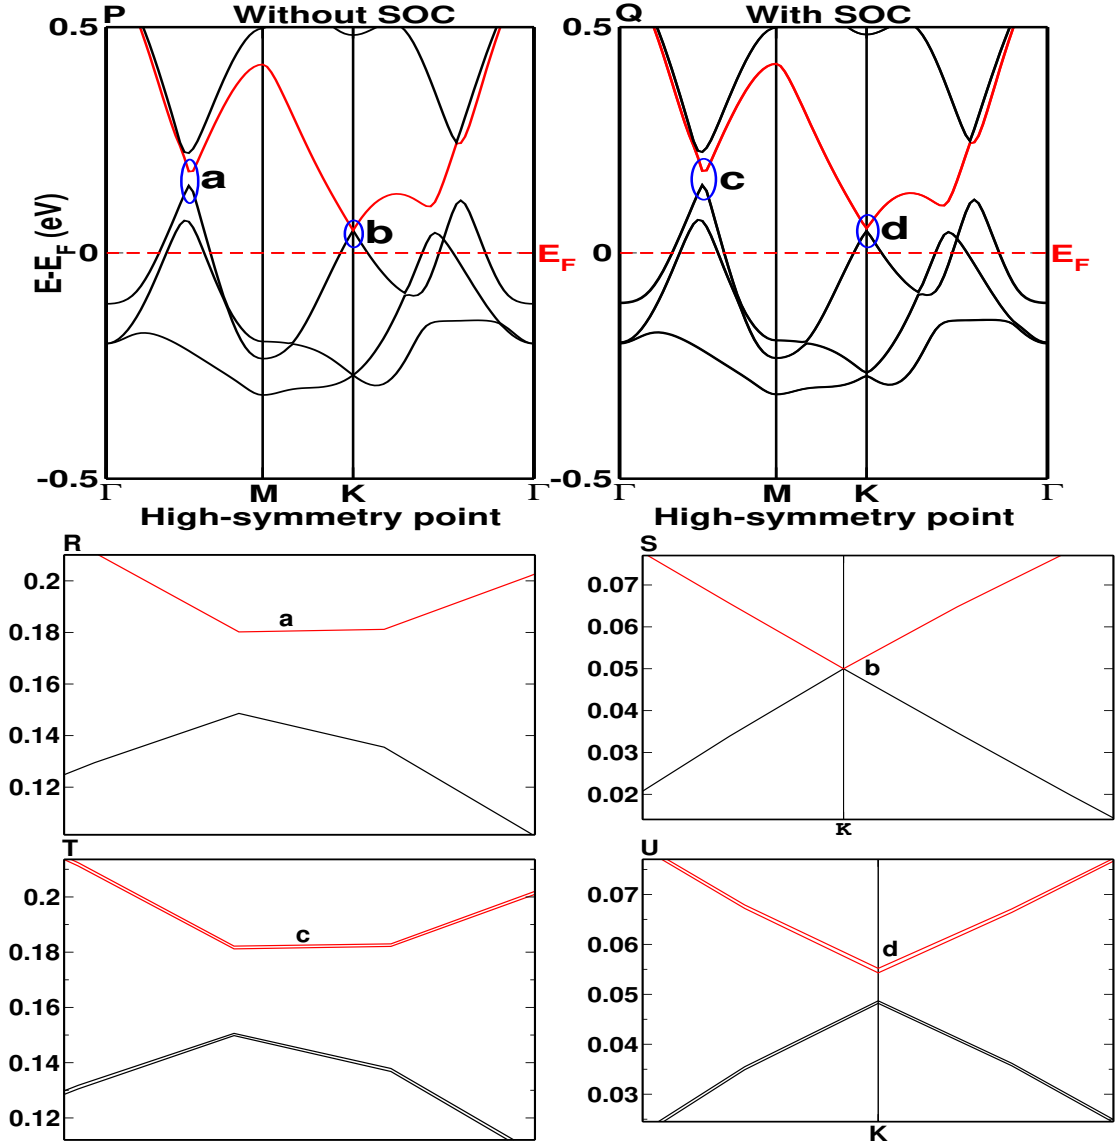 P Without SOC
Q With SOC
0.5
0
-0.5
E-E_F (eV)
a
b
E_F
Γ M K Γ
High-symmetry point
0.5
0
-0.5
c
d
E_F
Γ M K Γ
High-symmetry point
R
0.2
0.18
0.16
0.14
0.12
a
S
0.07
0.06
0.05
0.04
0.03
0.02
b
K
T
0.2
0.18
0.16
0.14
0.12
c
U
0.07
0.06
0.05
0.04
0.03
d
K